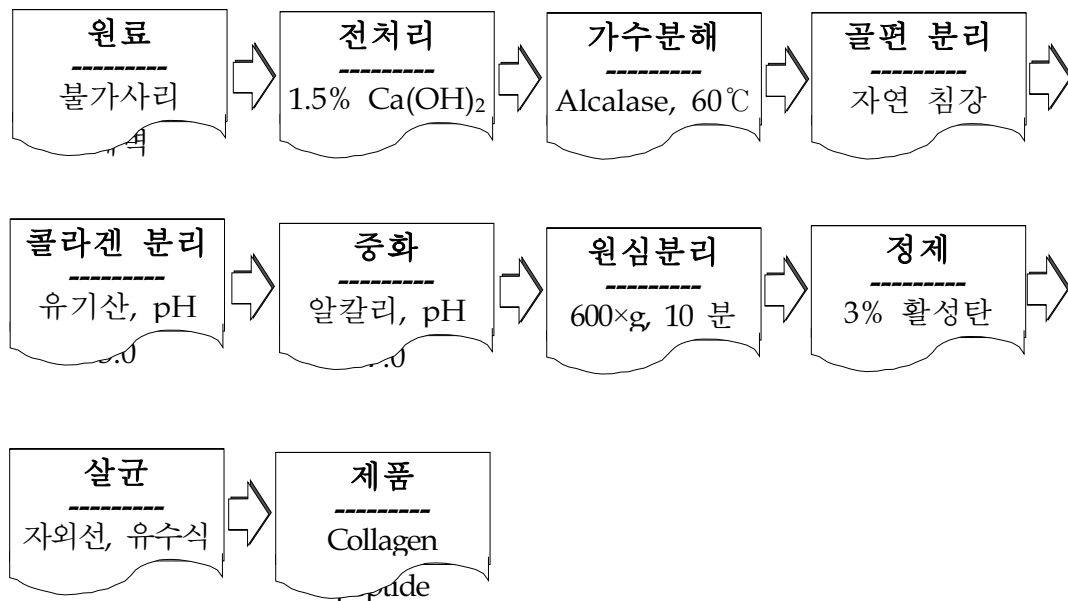 원료
---------
불가사리
전처리
---------
1.5% Ca(OH)₂
가수분해
---------
Alcalase, 60℃
골편 분리
---------
자연 침강
콜라겐 분리
---------
유기산, pH
중화
---------
알칼리, pH
원심분리
---------
600×g, 10 분
정제
---------
3% 활성탄
살균
---------
자외선, 유수식
제품
---------
Collagen
peptide